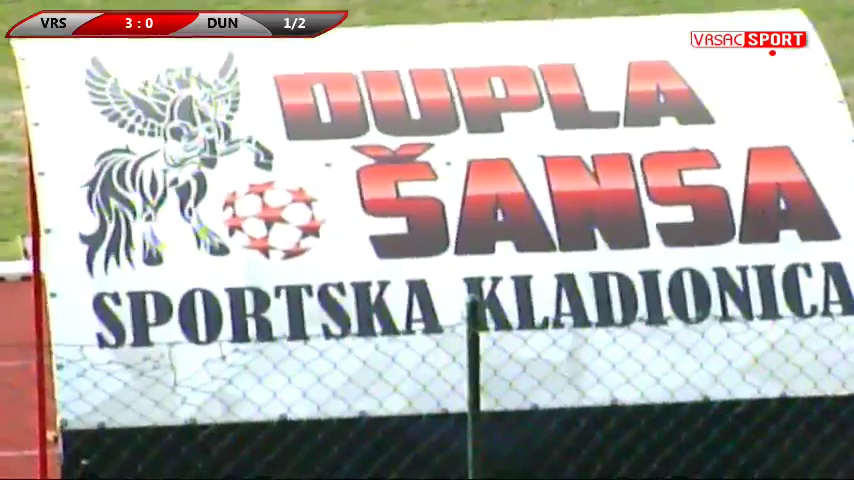 VRS 3 : 0 DUN 1/2
VRSAC SPORT
DUPLA
ŠANSA
SPORTSKA KLADIONICA